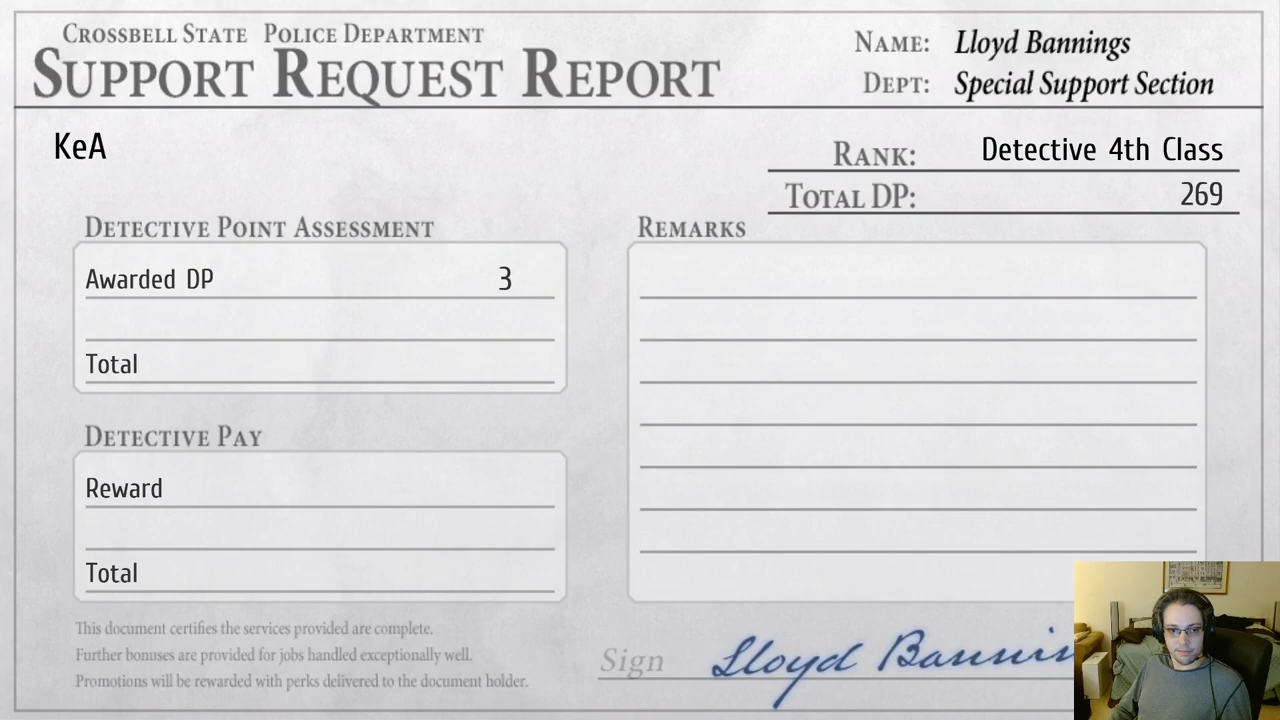 CROSSBELL STATE POLICE DEPARTMENT
SUPPORT REQUEST REPORT
NAME: Lloyd Bannings
DEPT: Special Support Section
KeA
RANK: Detective 4th Class
TOTAL DP: 269
DETECTIVE POINT ASSESSMENT
REMARKS
Awarded DP 3
Total
DETECTIVE PAY
Reward
Total
This document certifies the services provided are complete.
Further bonuses are provided for jobs handled exceptionally well.
Promotions will be rewarded with perks delivered to the document holder.
Sign Lloyd Bannin